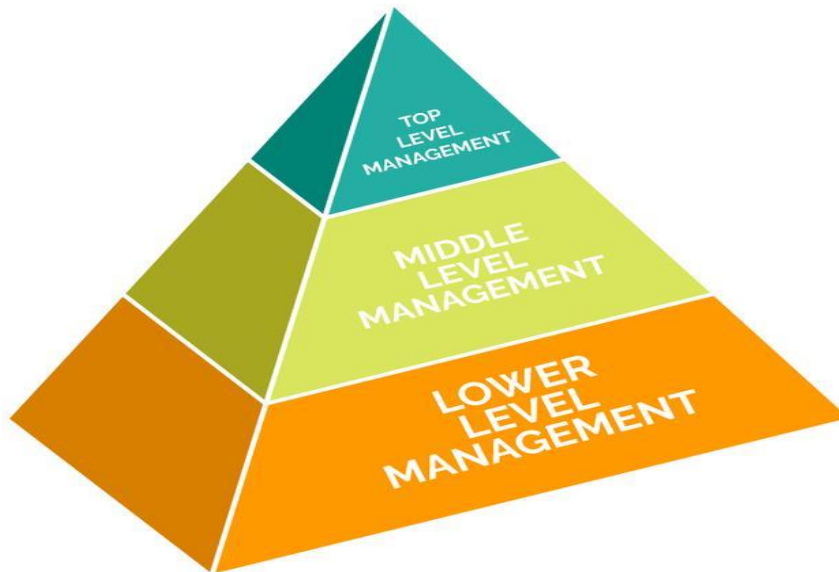 TOP
LEVEL
MANAGEMENT
MIDDLE
LEVEL
MANAGEMENT
LOWER
LEVEL
MANAGEMENT